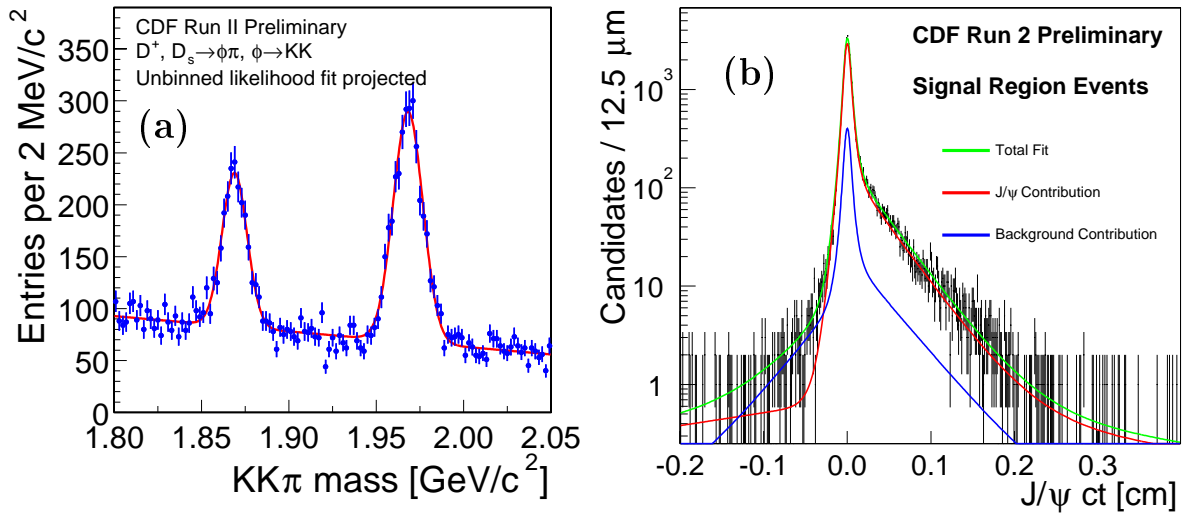 CDF Run II Preliminary
D⁺, Dₛ→φπ, φ→KK
Unbinned likelihood fit projected
(a)
Entries per 2 MeV/c²
350
300
250
200
150
100
50
0
1.80 1.85 1.90 1.95 2.00 2.05
KKπ mass [GeV/c²]
CDF Run 2 Preliminary
(b)
Signal Region Events
Total Fit
J/ψ Contribution
Background Contribution
Candidates / 12.5 μm
10³
10²
10
1
-0.2 -0.1 0.0 0.1 0.2 0.3
J/ψ ct [cm]